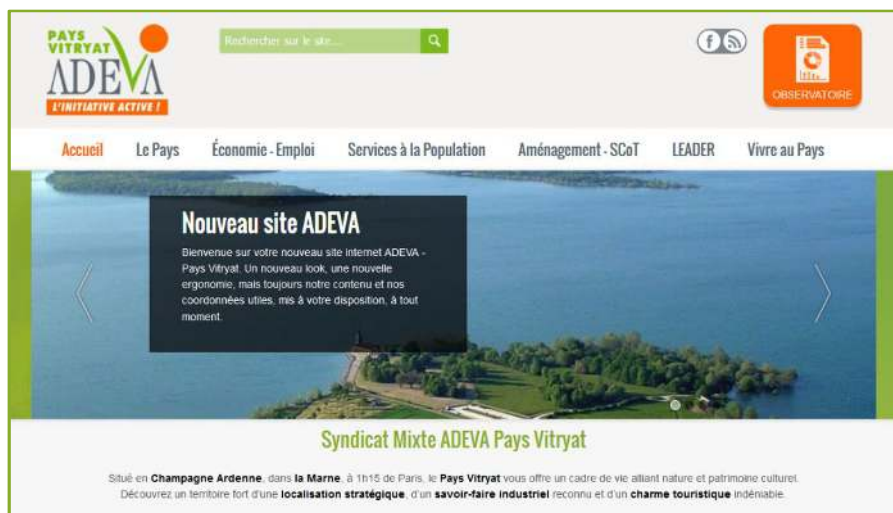 PAYS
VITRYAT
ADEVA
L'INITIATIVE ACTIVE !
Rechercher sur le site....
f
OBSERVATOIRE
Accueil Le Pays Économie - Emploi Services à la Population Aménagement - SCoT LEADER Vivre au Pays
Nouveau site ADEVA
Bienvenue sur votre nouveau site internet ADEVA -
Pays Vitryat. Un nouveau look, une nouvelle
ergonomie, mais toujours notre contenu et nos
coordonnées utiles, mis à votre disposition, à tout
moment.
Syndicat Mixte ADEVA Pays Vitryat
Situé en Champagne Ardenne, dans la Marne, à 1h15 de Paris, le Pays Vitryat vous offre un cadre de vie alliant nature et patrimoine culturel.
Découvrez un territoire fort d'une localisation stratégique, d'un savoir-faire industriel reconnu et d'un charme touristique indéniable.